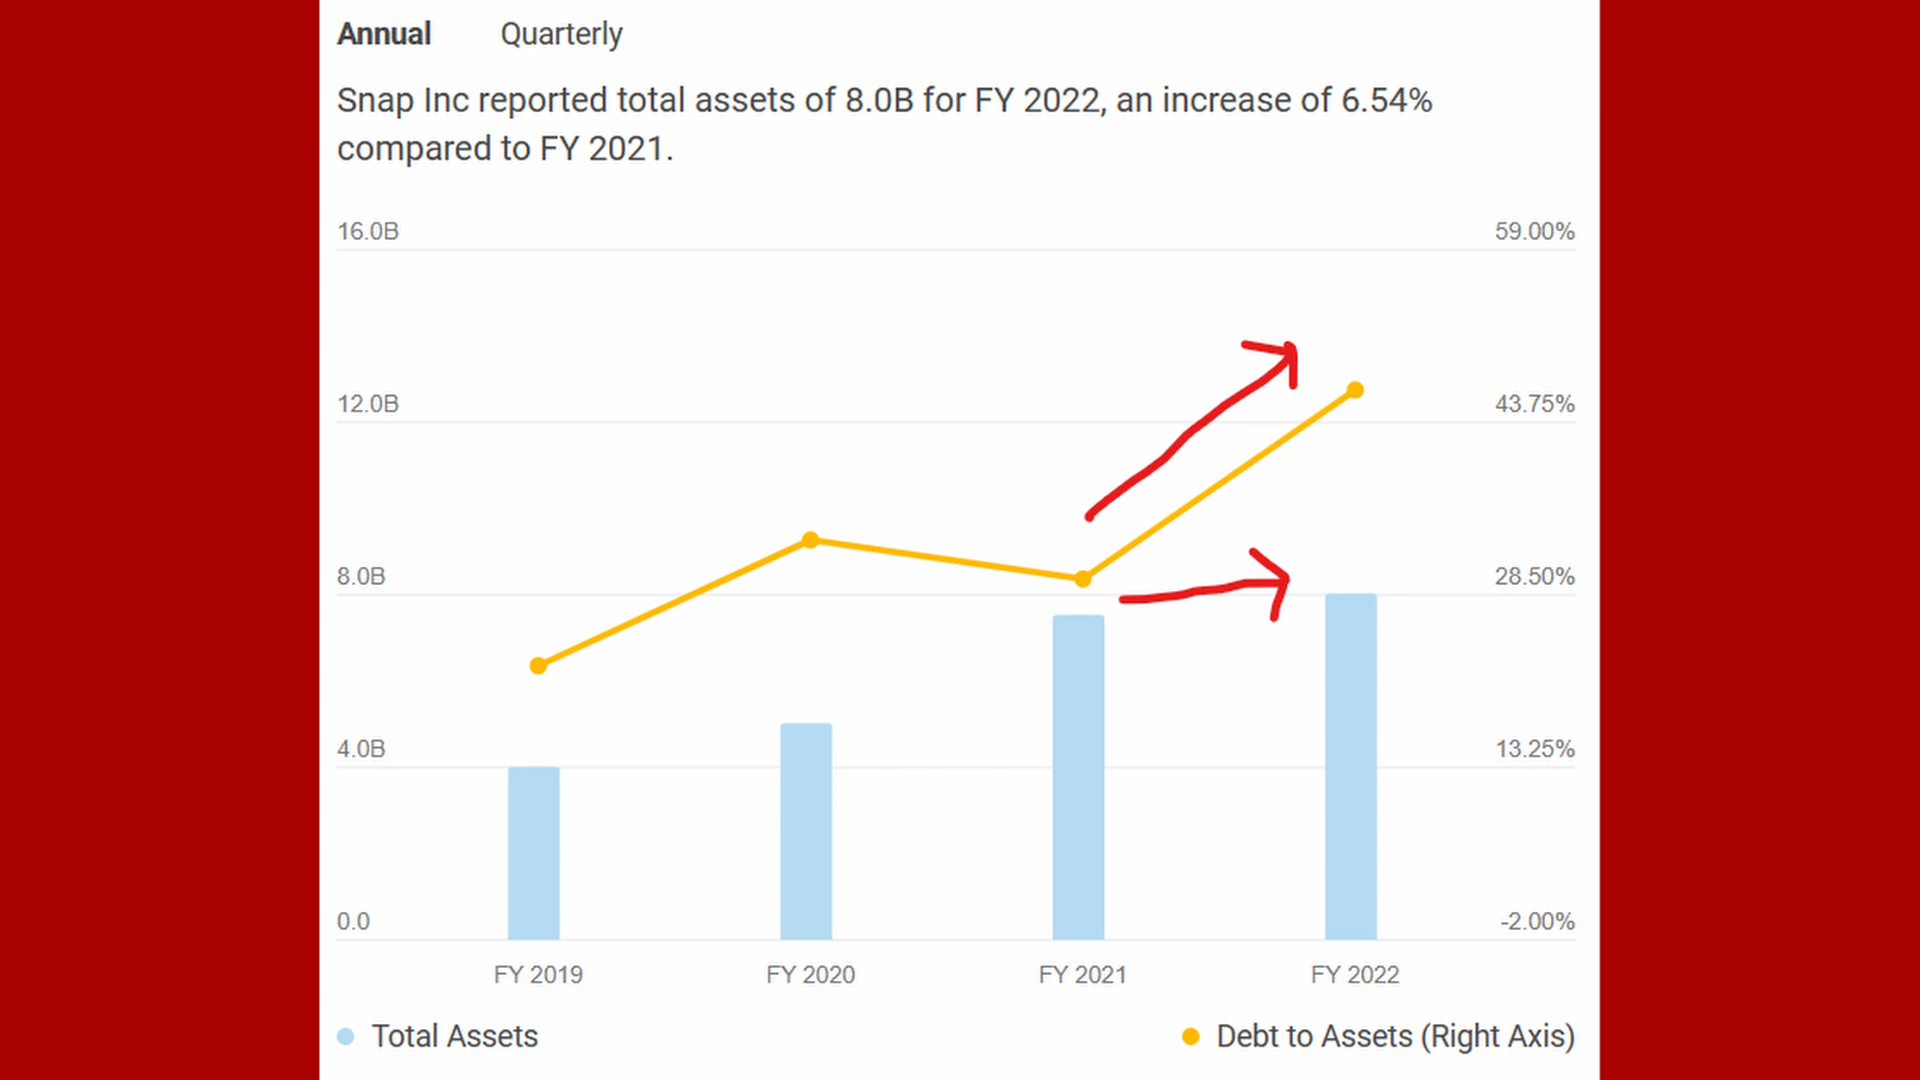 Annual Quarterly
Snap Inc reported total assets of 8.0B for FY 2022, an increase of 6.54%
compared to FY 2021.
16.0B 59.00%
12.0B 43.75%
8.0B 28.50%
4.0B 13.25%
0.0 -2.00%
FY 2019 FY 2020 FY 2021 FY 2022
Total Assets Debt to Assets (Right Axis)